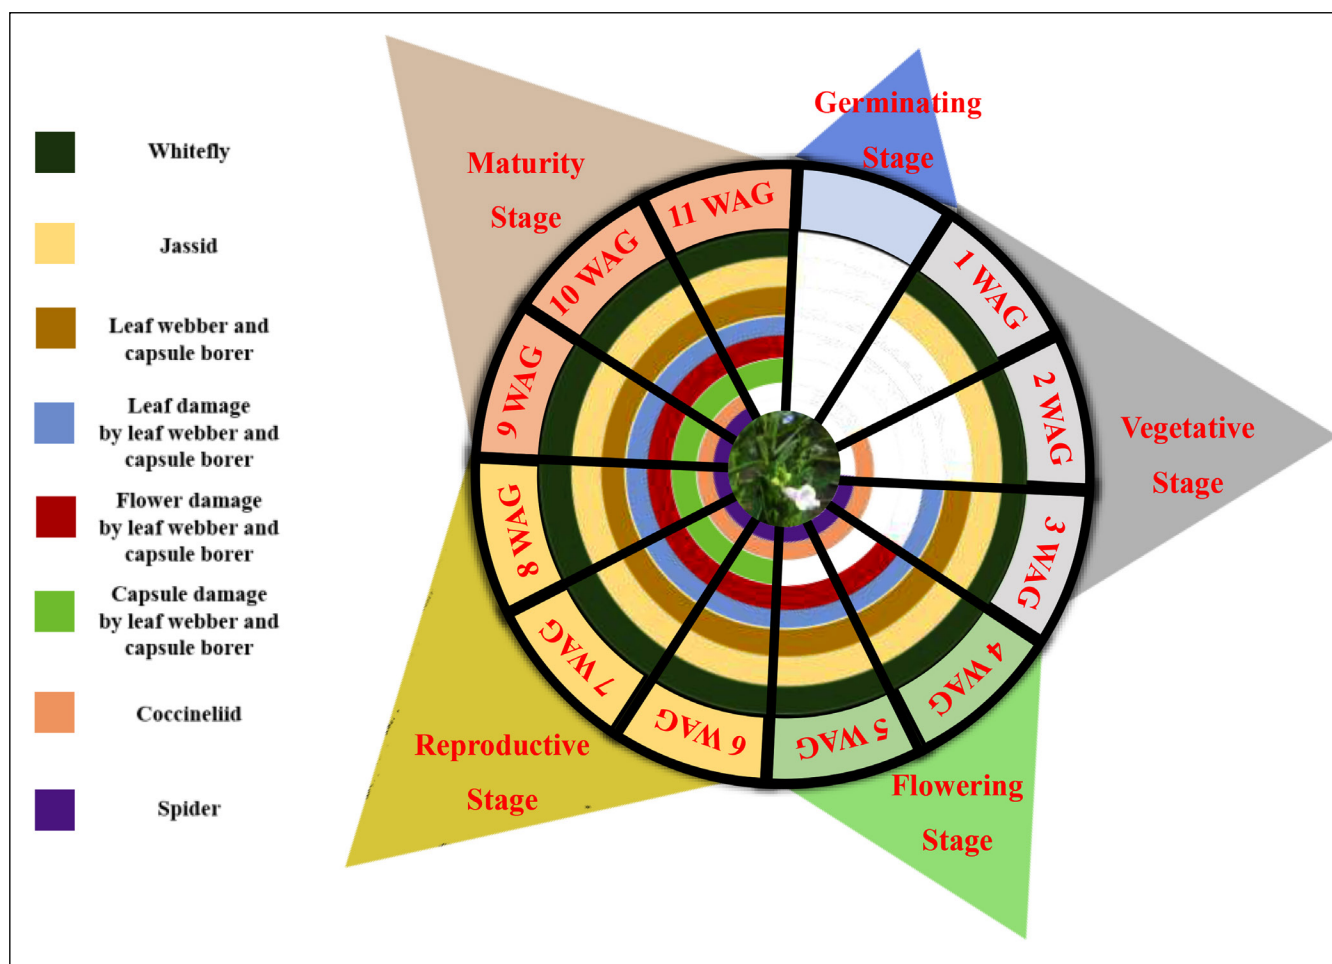 Whitefly
Jassid
Leaf webber and
capsule borer
Leaf damage
by leaf webber and
capsule borer
Flower damage
by leaf webber and
capsule borer
Capsule damage
by leaf webber and
capsule borer
Coccineliid
Spider
Germinating
Stage
Vegetative
Stage
Flowering
Stage
Reproductive
Stage
Maturity
Stage
1 WAG
2 WAG
3 WAG
4 WAG
5 WAG
6 WAG
7 WAG
8 WAG
9 WAG
10 WAG
11 WAG